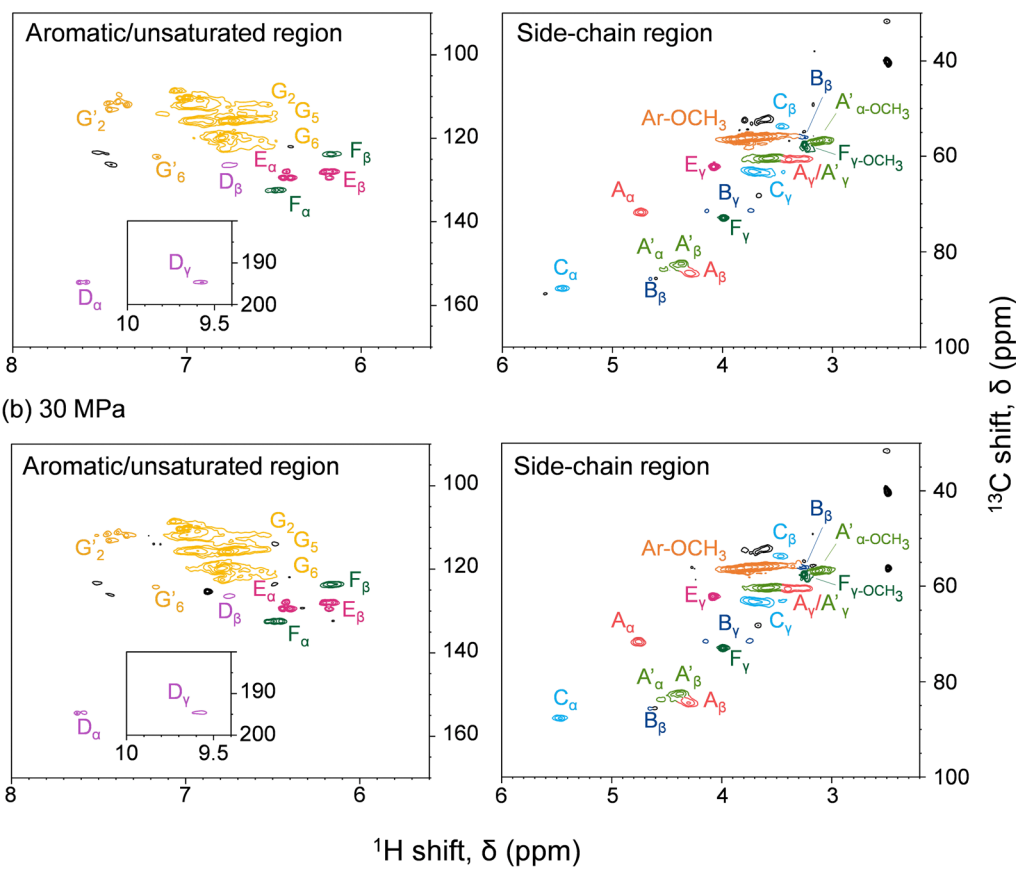 Aromatic/unsaturated region
Side-chain region
100
120
140
160
8
7
6
G'2
G2
G5
G6
G'6
Dβ
Eα
Fβ
Eβ
Fα
Dα
Dγ
190
200
10
9.5
40
60
80
100
6
5
4
3
Ar-OCH3
Cβ
Bβ
A'α-OCH3
Fγ-OCH3
Eγ
Aγ/A'γ
Bγ
Cγ
Aα
Fγ
A'α
A'β
Aβ
Cα
Bβ
(b) 30 MPa
Aromatic/unsaturated region
Side-chain region
100
120
140
160
8
7
6
G'2
G2
G5
G6
G'6
Dβ
Eα
Fβ
Eβ
Fα
Dα
Dγ
190
200
10
9.5
40
60
80
100
6
5
4
3
Ar-OCH3
Cβ
Bβ
A'α-OCH3
Fγ-OCH3
Eγ
Aγ/A'γ
Bγ
Cγ
Aα
Fγ
A'α
A'β
Aβ
Cα
Bβ
13C shift, δ (ppm)
1H shift, δ (ppm)